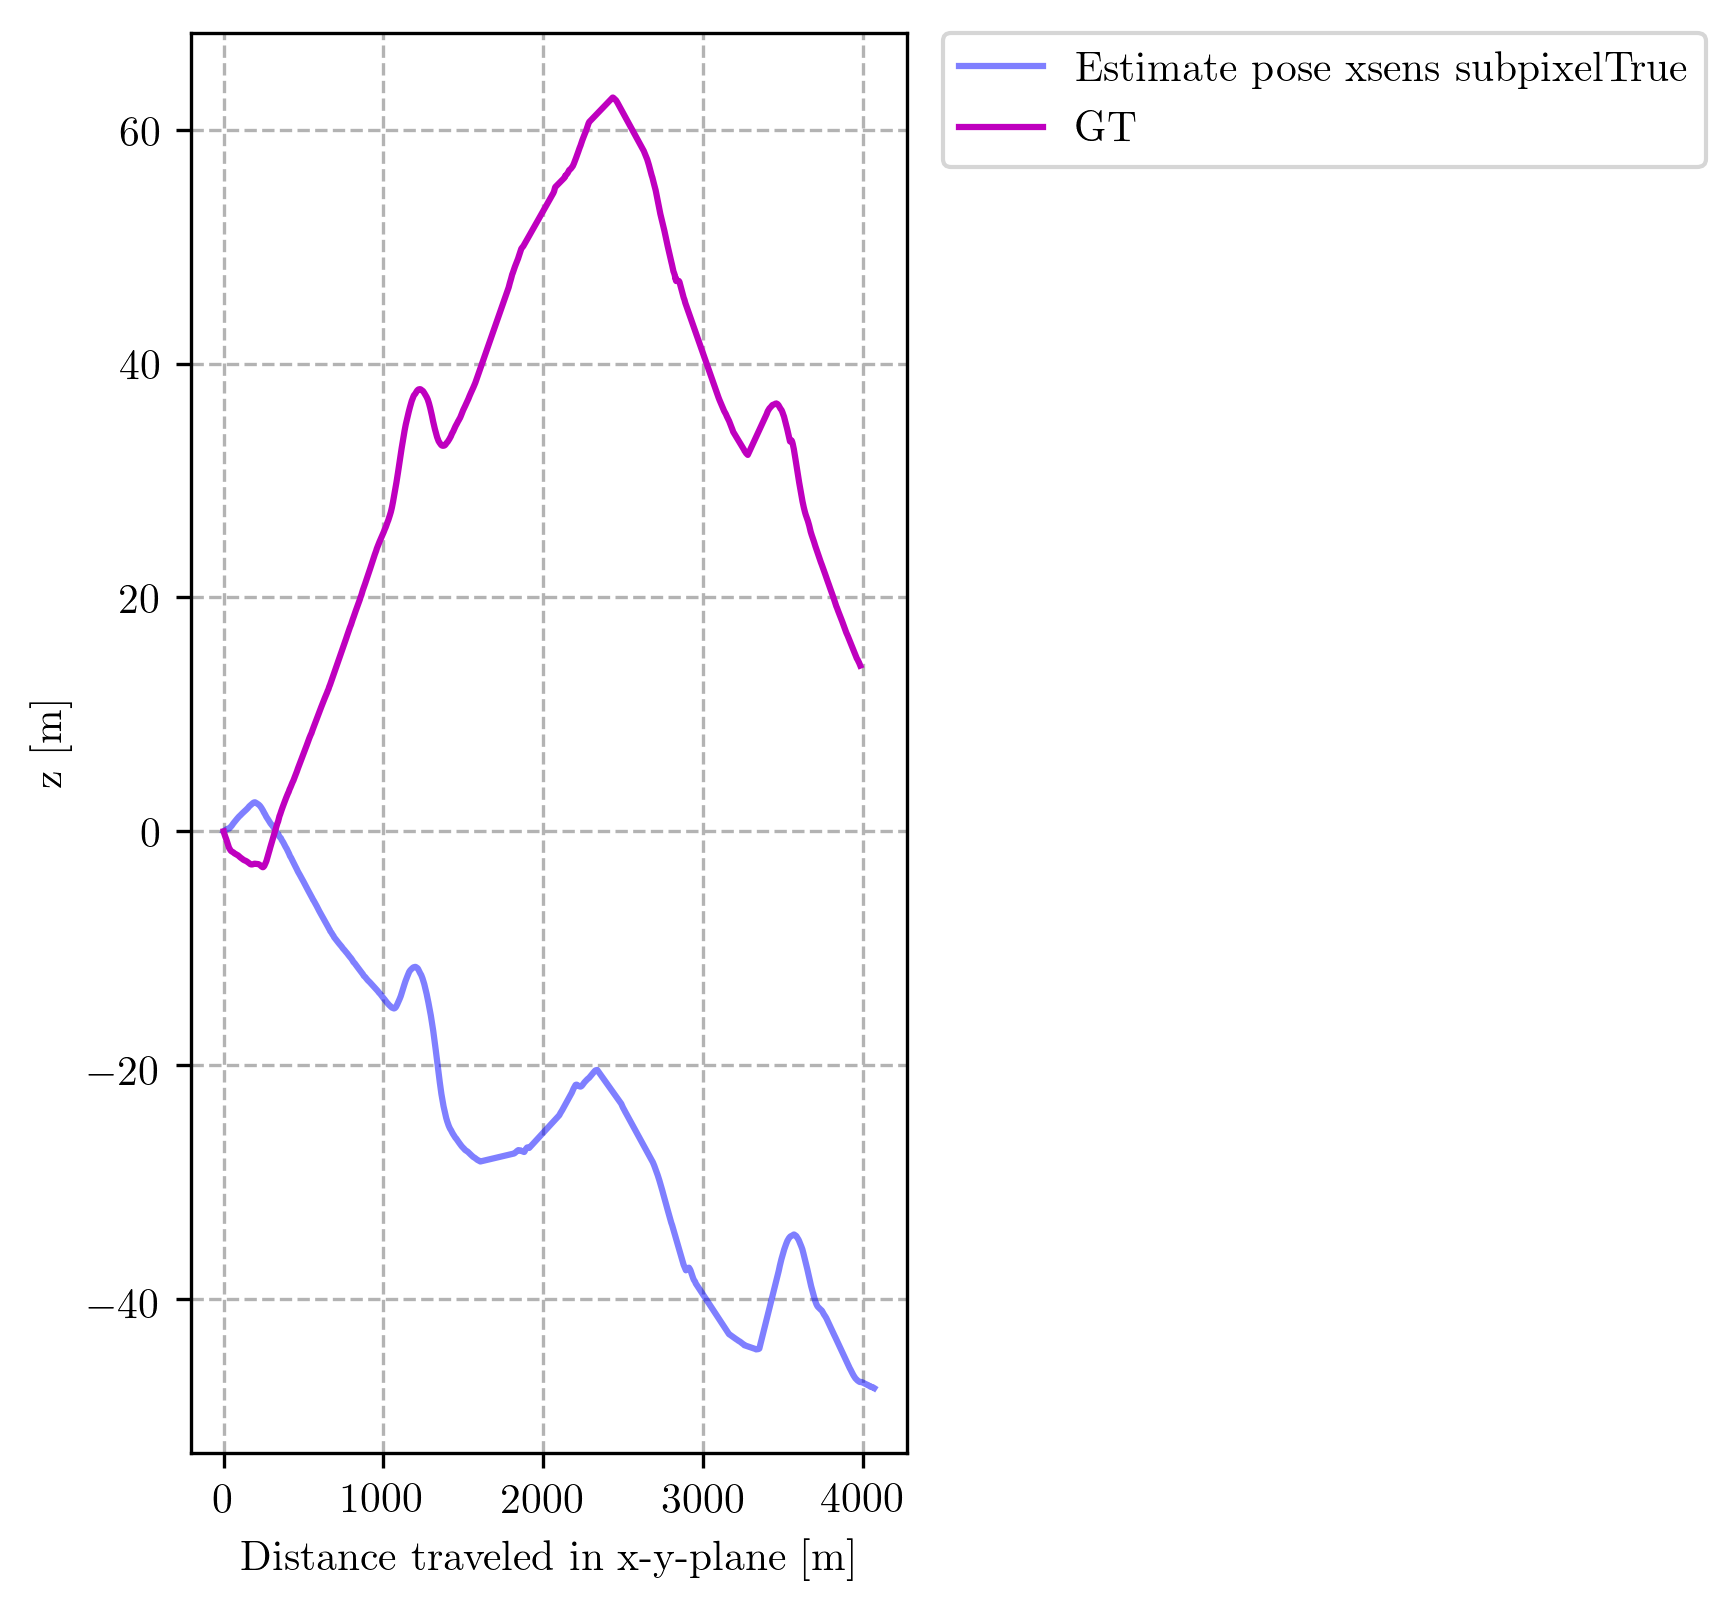 Estimate pose xsens subpixelTrue
GT
60
40
20
0
−20
−40
z [m]
0 1000 2000 3000 4000
Distance traveled in x-y-plane [m]